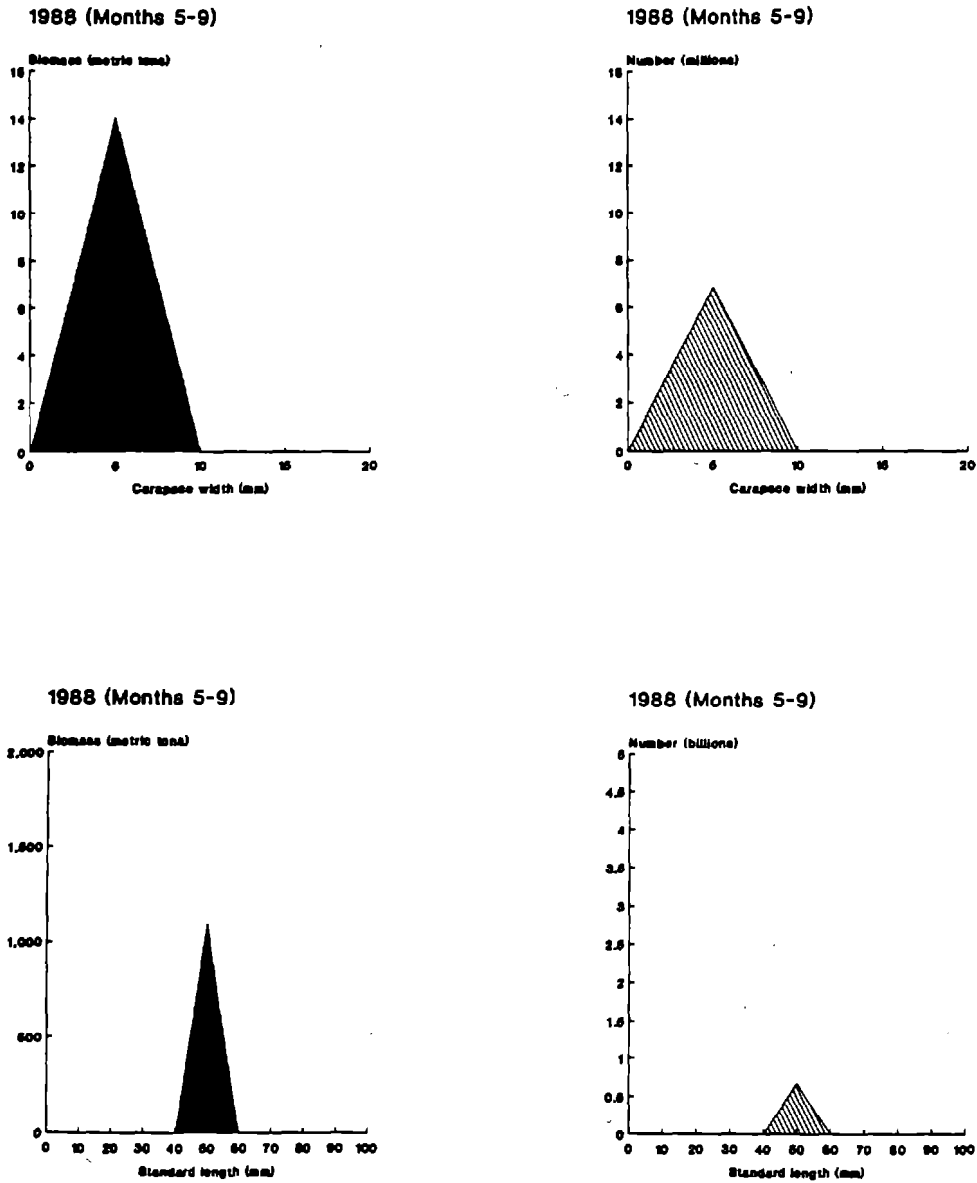 1988 (Months 5-9)
Biomass (metric tons)
16
14
12
10
8
6
4
2
0
0 5 10 15 20
Carapace width (mm)
1988 (Months 5-9)
Number (millions)
16
14
12
10
8
6
4
2
0
0 5 10 15 20
Carapace width (mm)
1988 (Months 5-9)
Biomass (metric tons)
2,000
1,500
1,000
500
0
0 10 20 30 40 50 60 70 80 90 100
Standard length (mm)
1988 (Months 5-9)
Number (billions)
5
4.5
4
3.5
3
2.5
2
1.5
1
0.5
0
0 10 20 30 40 50 60 70 80 90 100
Standard length (mm)